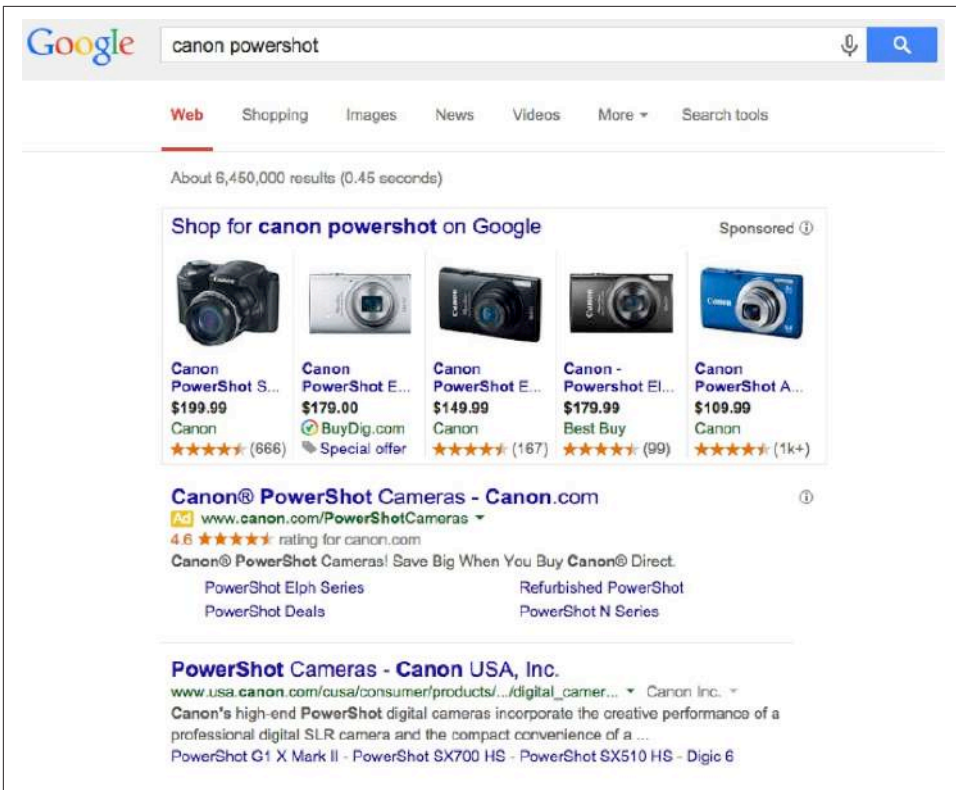 Google canon powershot
Web Shopping Images News Videos More Search tools
About 6,450,000 results (0.45 seconds)
Shop for canon powershot on Google Sponsored
Canon PowerShot S...
$199.99
Canon
(666)
Canon PowerShot E...
$179.00
BuyDig.com
Special offer
Canon PowerShot E...
$149.99
Canon
(167)
Canon - Powershot El...
$179.99
Best Buy
(99)
Canon PowerShot A...
$109.99
Canon
(1k+)
Canon® PowerShot Cameras - Canon.com
Ad www.canon.com/PowerShotCameras
4.6 rating for canon.com
Canon® PowerShot Cameras! Save Big When You Buy Canon® Direct.
PowerShot Elph Series Refurbished PowerShot
PowerShot Deals PowerShot N Series
PowerShot Cameras - Canon USA, Inc.
www.usa.canon.com/cusa/consumer/products/.../digital_camer... Canon Inc.
Canon's high-end PowerShot digital cameras incorporate the creative performance of a
professional digital SLR camera and the compact convenience of a ...
PowerShot G1 X Mark II - PowerShot SX700 HS - PowerShot SX510 HS - Digic 6